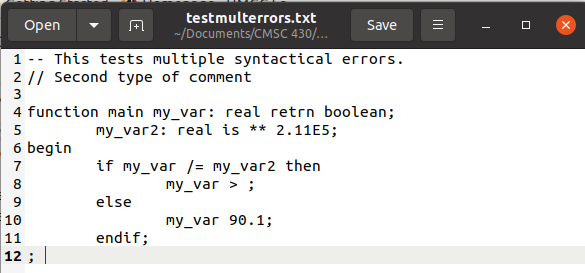 Open
testmulterrors.txt
~/Documents/CMSC 430/...
Save
1 -- This tests multiple syntactical errors.
2 // Second type of comment
3
4 function main my_var: real retrn boolean;
5 my_var2: real is ** 2.11E5;
6 begin
7 if my_var /= my_var2 then
8 my_var > ;
9 else
10 my_var 90.1;
11 endif;
12 ;